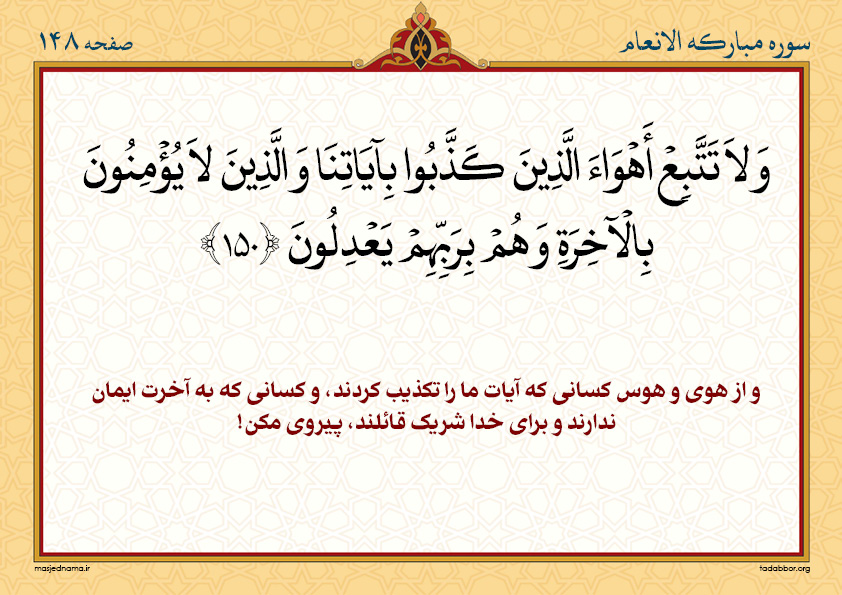 سوره مبارکه الانعام
صفحه ۱۴۸
وَلاَ تَتَّبِعْ أَهْوَاءَ الَّذِينَ كَذَّبُوا بِآيَاتِنَا وَالَّذِينَ لاَ يُؤْمِنُونَ
بِالْآخِرَةِ وَهُمْ بِرَبِّهِمْ يَعْدِلُونَ ﴿۱۵۰﴾
و از هوی و هوس کسانی که آیات ما را تکذیب کردند، و کسانی که به آخرت ایمان
ندارند و برای خدا شریک قائلند، پیروی مکن!
masjednama.ir
tadabbor.org